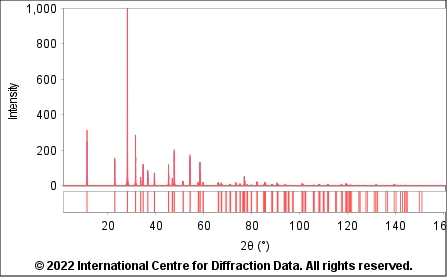 1,000
800
600
400
200
0
Intensity
20 40 60 80 100 120 140 16
2θ (°)
© 2022 International Centre for Diffraction Data. All rights reserved.